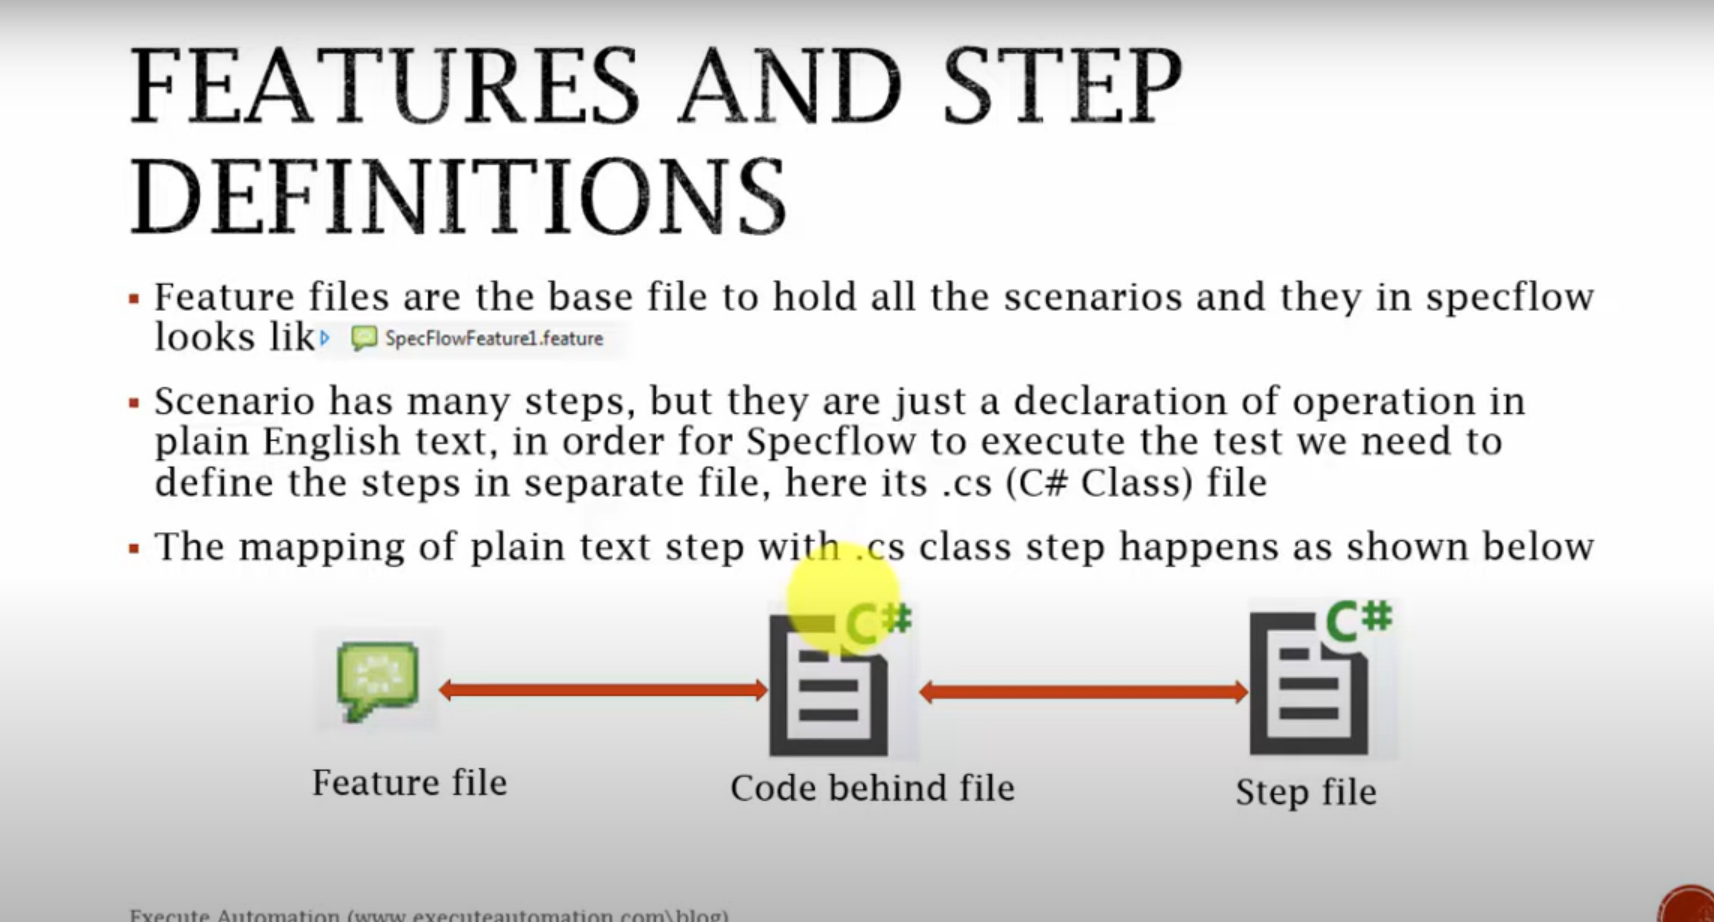 FEATURES AND STEP
DEFINITIONS
▪ Feature files are the base file to hold all the scenarios and they in specflow
looks lik SpecFlowFeature1.feature
▪ Scenario has many steps, but they are just a declaration of operation in
plain English text, in order for Specflow to execute the test we need to
define the steps in separate file, here its .cs (C# Class) file
▪ The mapping of plain text step with .cs class step happens as shown below
C# C#
Feature file Code behind file Step file
Execute Automation (www.executeautomation.com\blog)